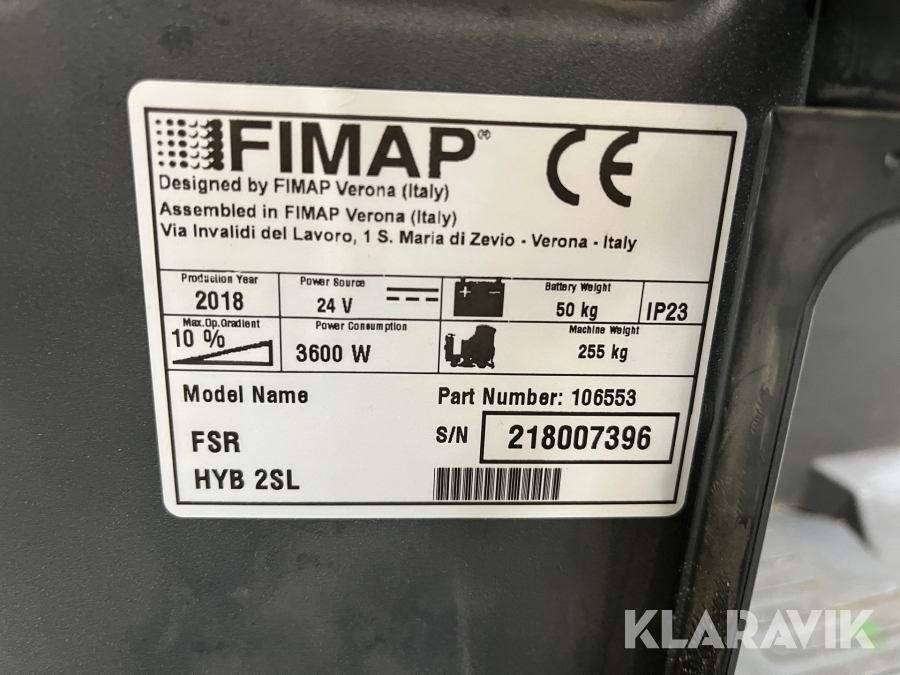 FIMAP®
CE
Designed by FIMAP Verona (Italy)
Assembled in FIMAP Verona (Italy)
Via Invalidi del Lavoro, 1 S. Maria di Zevio - Verona - Italy
Production Year
2018
Power Source
24 V
+ -
Battery Weight
50 kg
IP23
Max.Op.Gradient
10 %
Power Consumption
3600 W
Machine Weight
255 kg
Model Name
Part Number: 106553
FSR
S/N 218007396
HYB 2SL
KLARAVIK